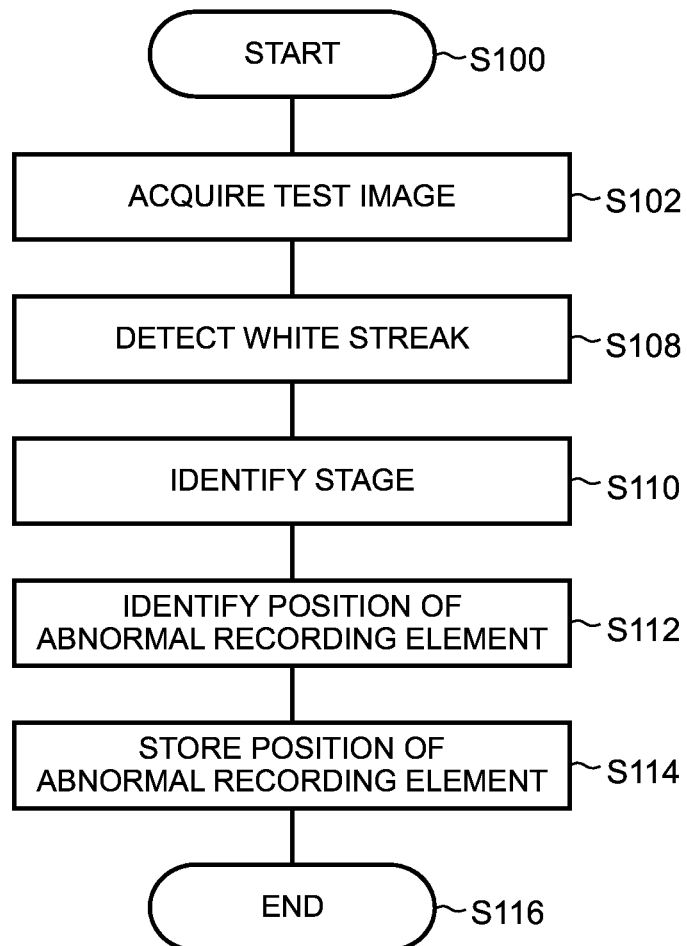 START
S100
ACQUIRE TEST IMAGE
S102
DETECT WHITE STREAK
S108
IDENTIFY STAGE
S110
IDENTIFY POSITION OF
ABNORMAL RECORDING ELEMENT
S112
STORE POSITION OF
ABNORMAL RECORDING ELEMENT
S114
END
S116